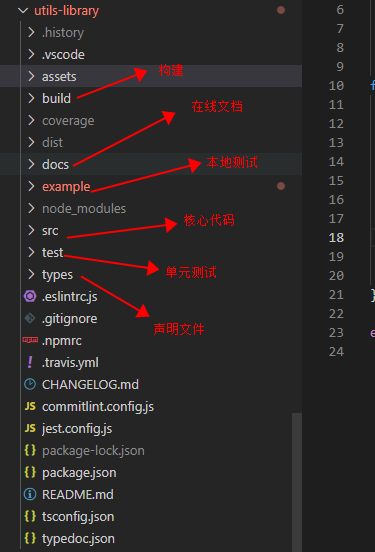 utils-library
6
.history
7
.vscode
8
构建
assets
9
build
10
f
在线文档
coverage
11
dist
12
docs
13
本地测试
example
14
node_modules
15
核心代码
src
16
test
17
单元测试
types
18
.eslintrc.js
19
声明文件
.gitignore
20
.npmrc
21
}
.travis.yml
22
CHANGELOG.md
23
e
JS commitlint.config.js
24
JS jest.config.js
{} package-lock.json
{} package.json
README.md
{} tsconfig.json
{} typedoc.json